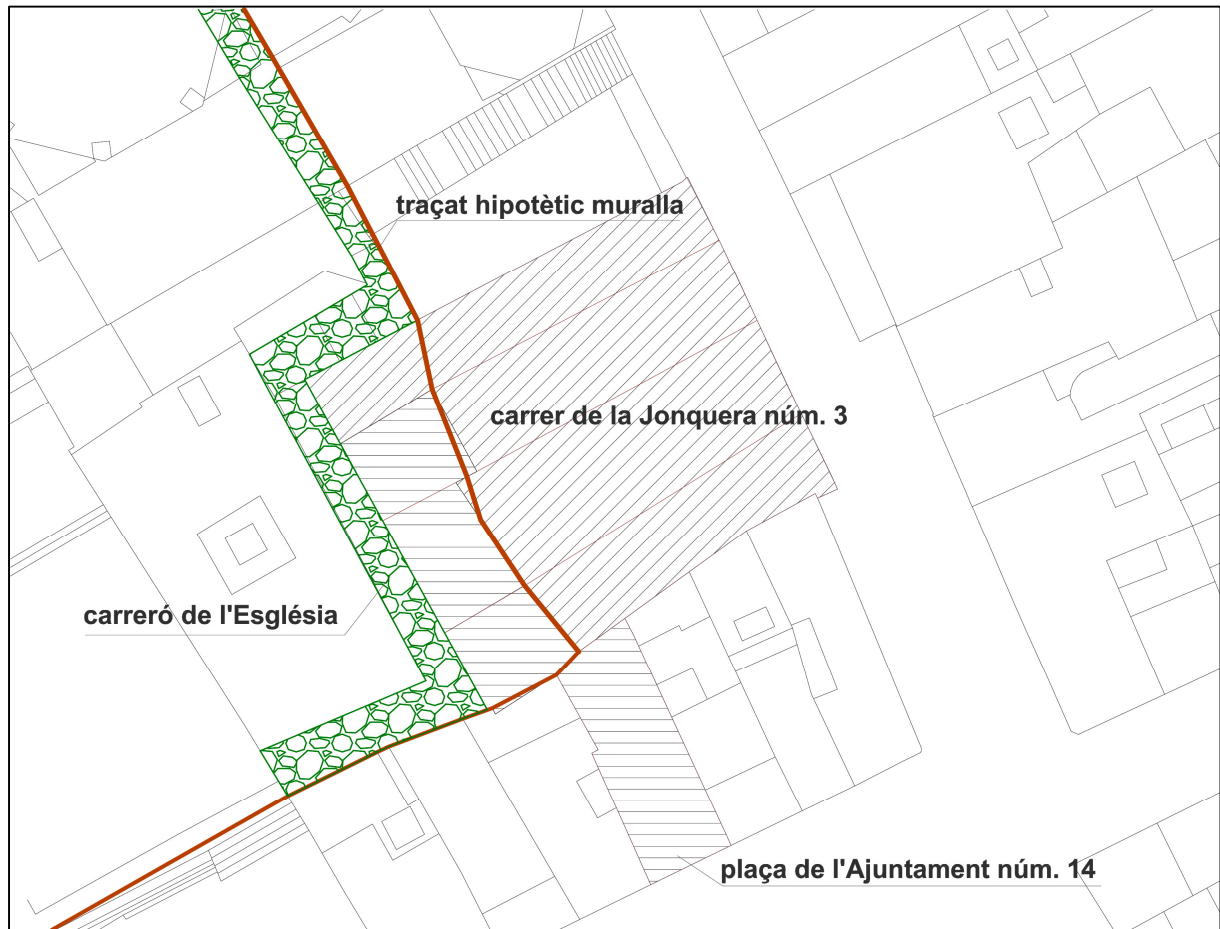 traçat hipotètic muralla
carrer de la Jonquera núm. 3
carreró de l'Església
plaça de l'Ajuntament núm. 14